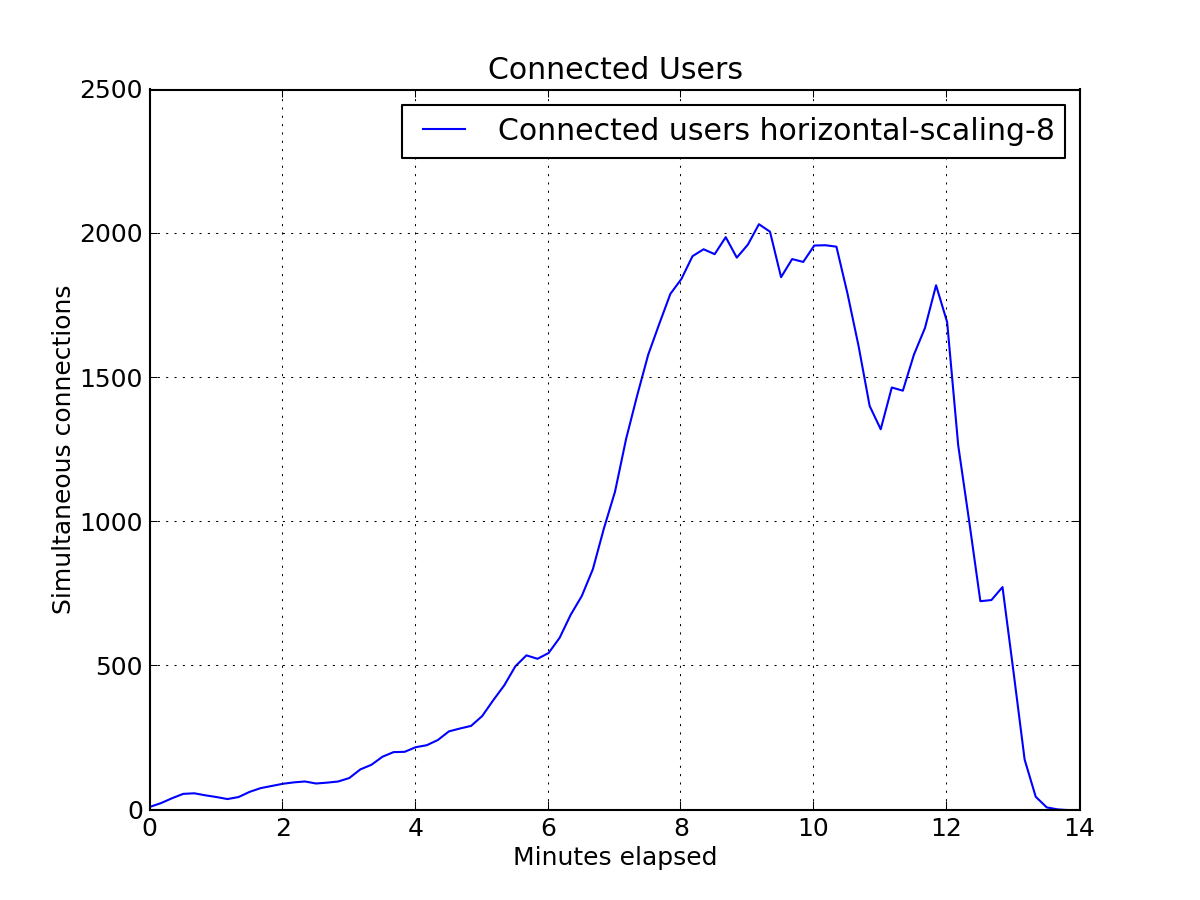 Connected Users
Connected users horizontal-scaling-8
2500
2000
1500
1000
500
0
Simultaneous connections
0 2 4 6 8 10 12 14
Minutes elapsed